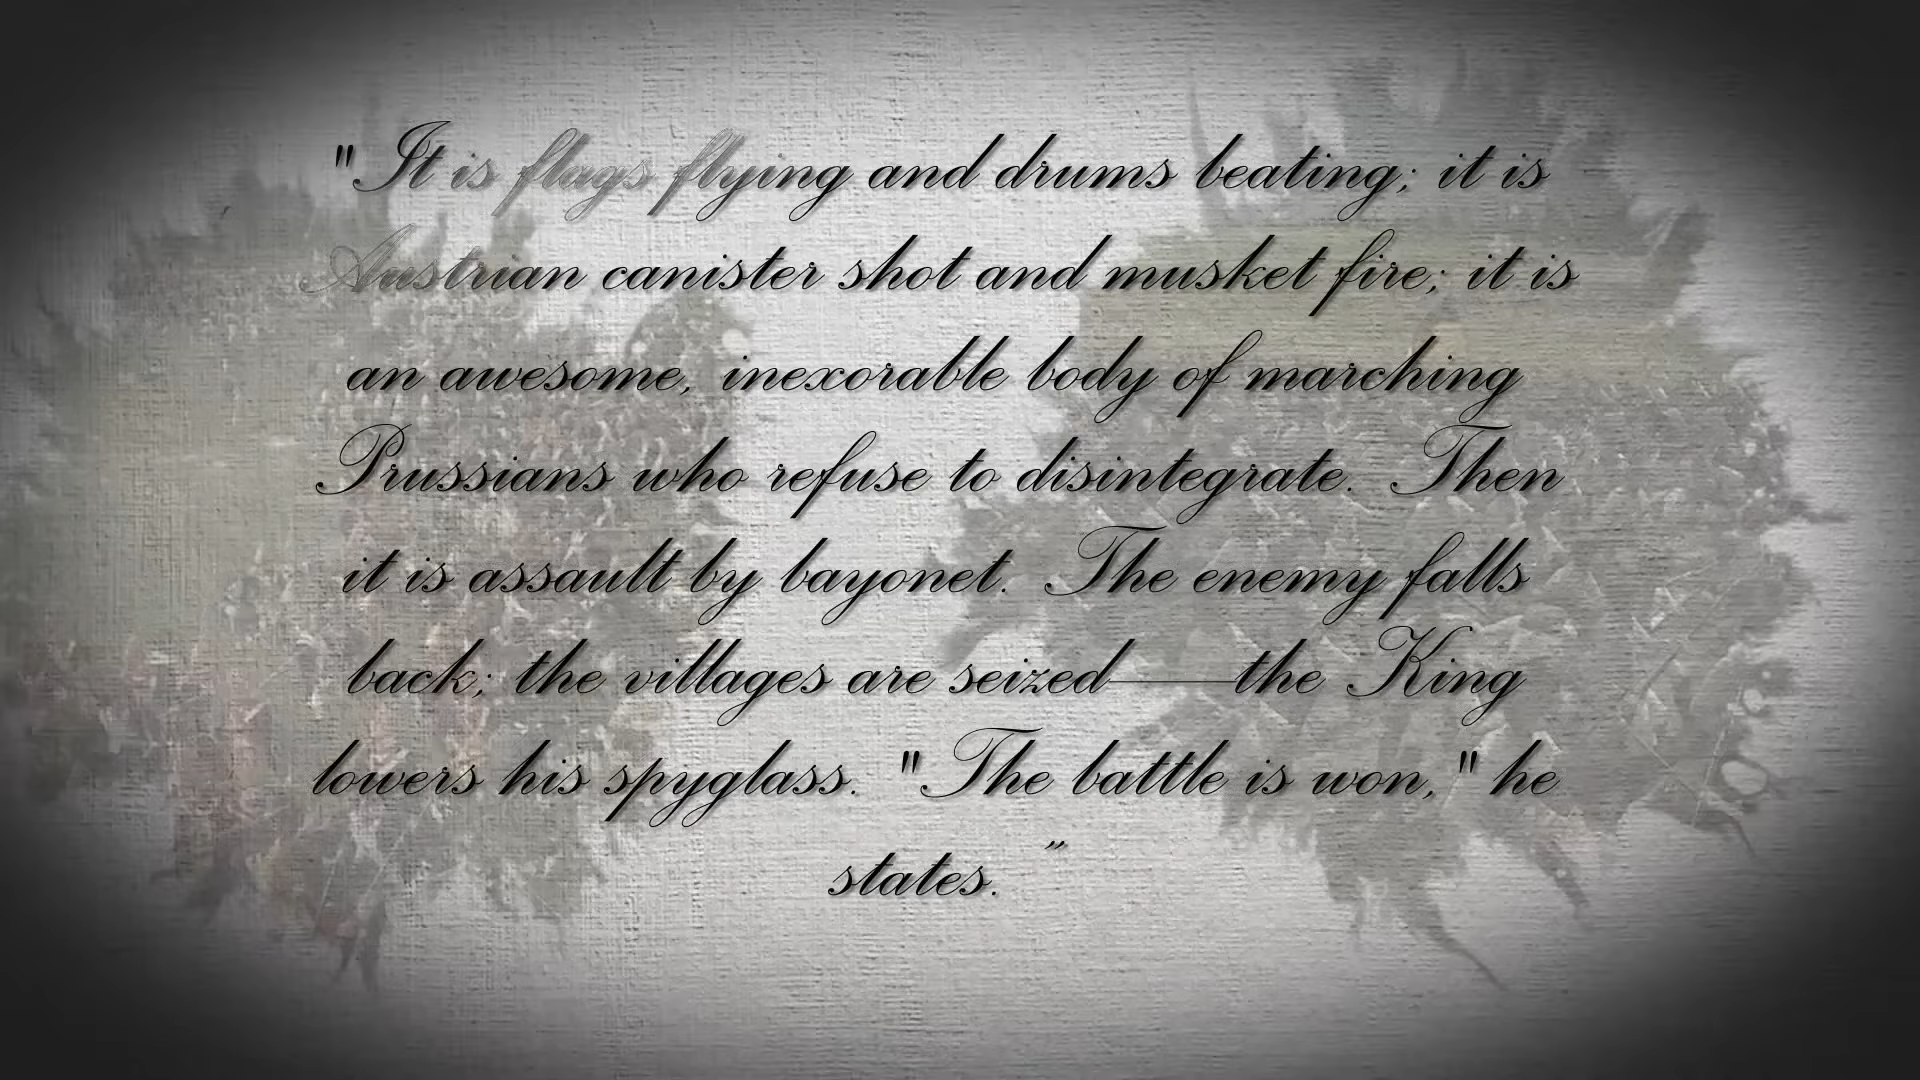 "It is flags flying and drums beating; it is
Austrian canister shot and musket fire; it is
an awesome, inexorable body of marching
Prussians who refuse to disintegrate. Then
it is assault by bayonet. The enemy falls
back; the villages are seized—the King
lowers his spyglass. "The battle is won," he
states.”